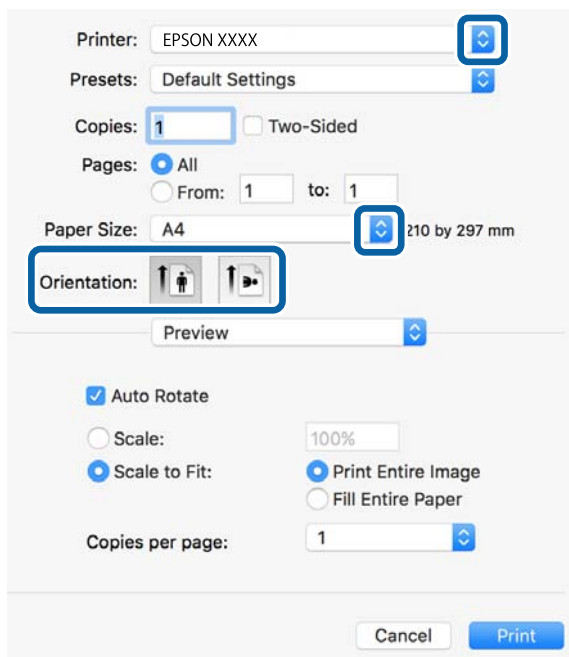 Printer: EPSON XXXX
Presets: Default Settings
Copies: 1 Two-Sided
Pages: All
From: 1 to: 1
Paper Size: A4 210 by 297 mm
Orientation:
Preview
Auto Rotate
Scale: 100%
Scale to Fit: Print Entire Image
Fill Entire Paper
Copies per page: 1
Cancel Print